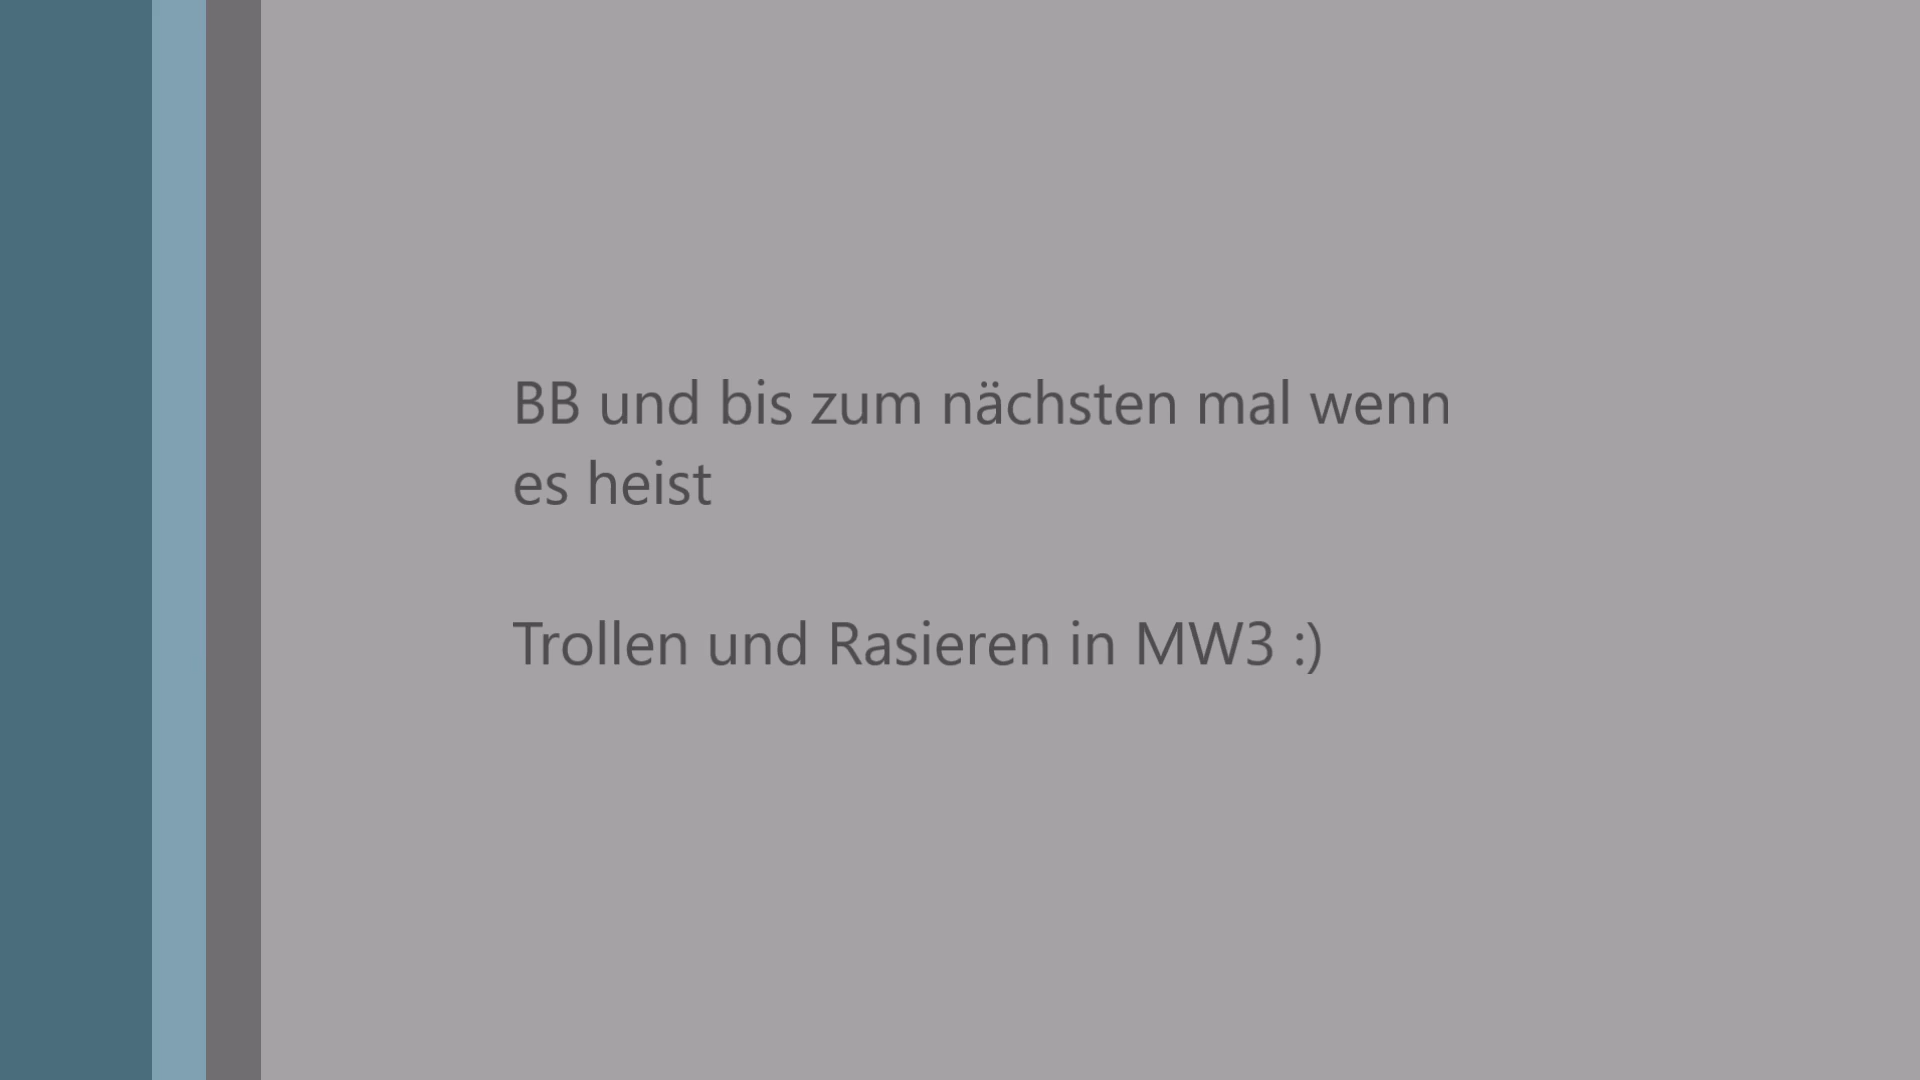 BB und bis zum nächsten mal wenn
es heist
Trollen und Rasieren in MW3 :)